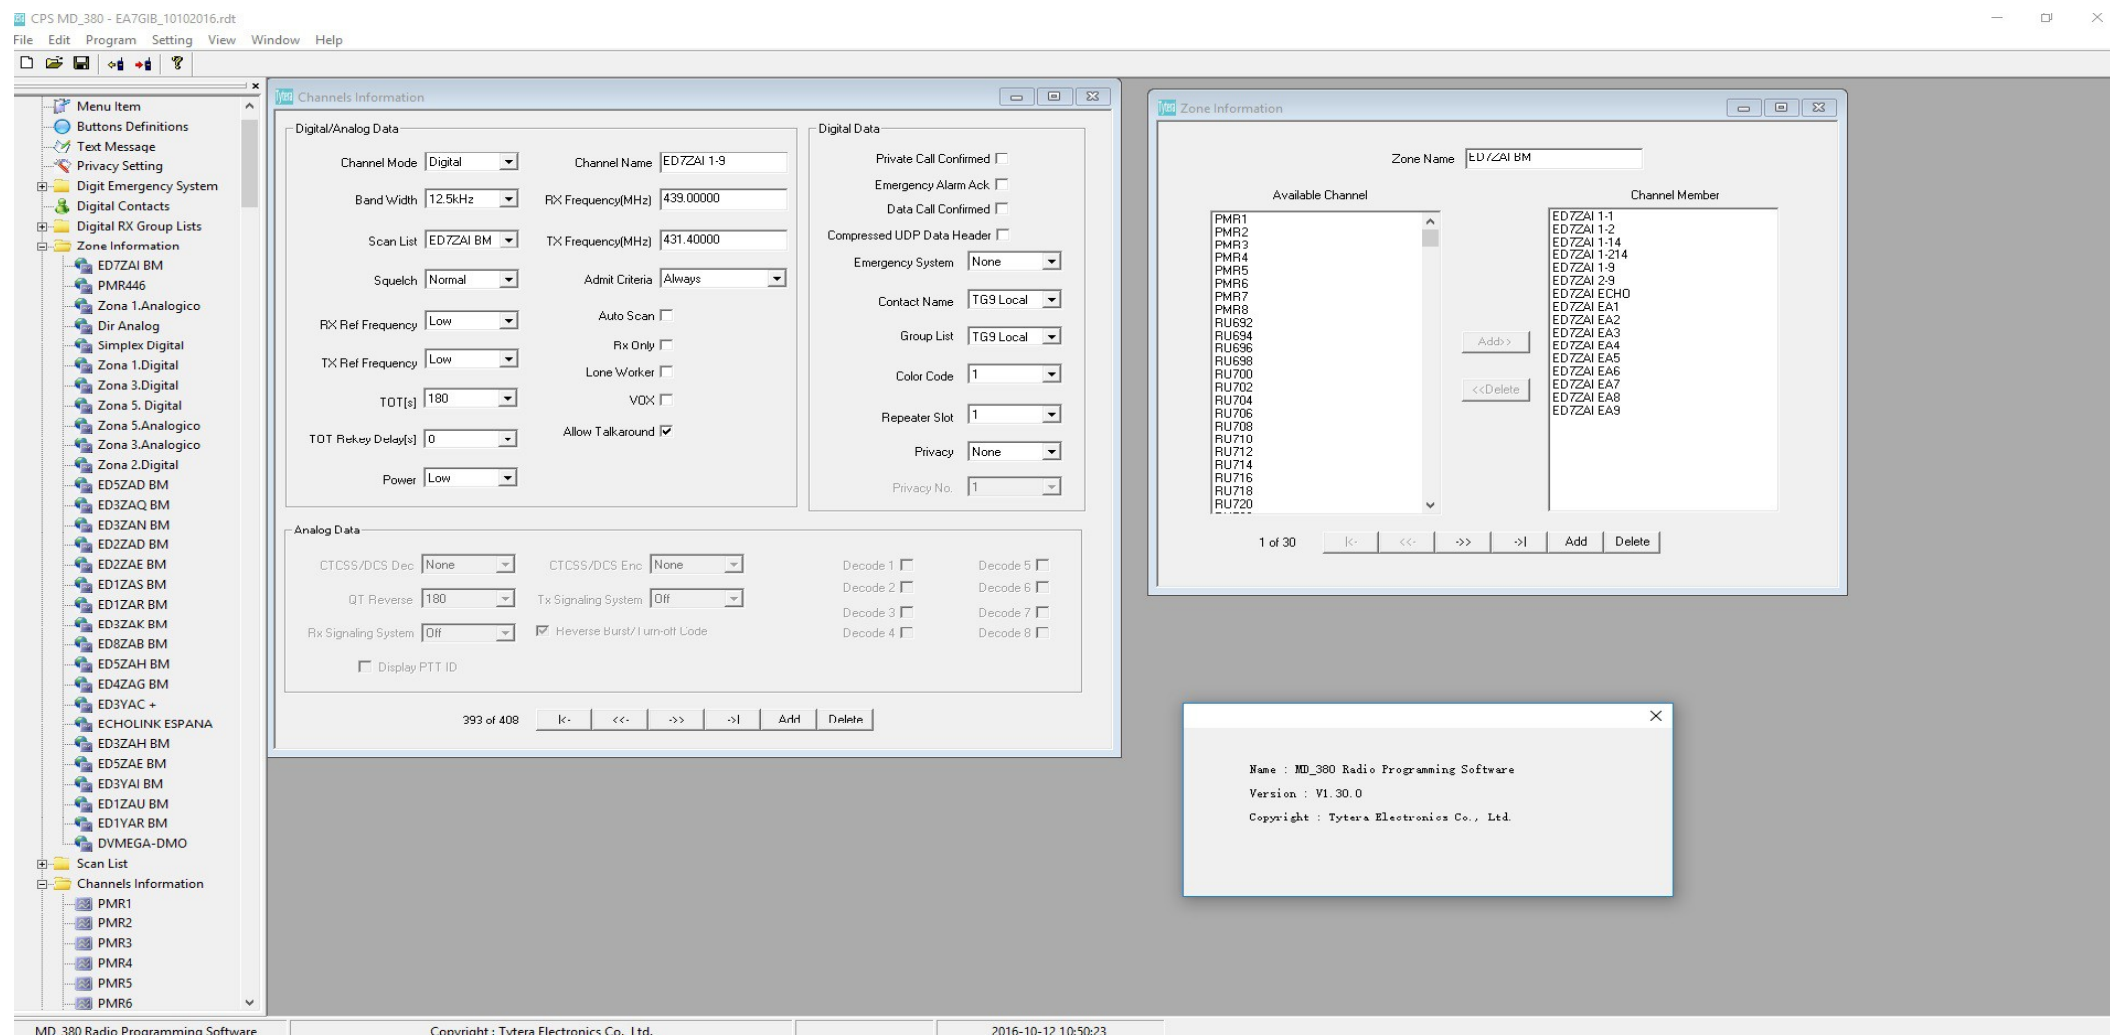 CPS MD_380 - EA7GIB_10102016.rdt
File Edit Program Setting View Window Help
Menu Item
Buttons Definitions
Text Message
Privacy Setting
Digit Emergency System
Digital Contacts
Digital RX Group Lists
Zone Information
ED7ZAI BM
PMR446
Zona 1.Analogico
Dir Analog
Simplex Digital
Zona 1.Digital
Zona 3.Digital
Zona 5. Digital
Zona 5.Analogico
Zona 3.Analogico
Zona 2.Digital
ED5ZAD BM
ED3ZAQ BM
ED3ZAN BM
ED2ZAD BM
ED2ZAE BM
ED1ZAS BM
ED1ZAR BM
ED3ZAK BM
ED8ZAB BM
ED5ZAH BM
ED4ZAG BM
ED3YAC +
ECHOLINK ESPANA
ED3ZAH BM
ED5ZAE BM
ED3YAI BM
ED1ZAU BM
ED1YAR BM
DVMEGA-DMO
Scan List
Channels Information
PMR1
PMR2
PMR3
PMR4
PMR5
PMR6
Channels Information
Digital/Analog Data
Channel Mode Digital
Channel Name ED7ZAI 1-9
Band Width 12.5kHz
RX Frequency(MHz) 439.00000
Scan List ED7ZAI BM
TX Frequency(MHz) 431.40000
Squelch Normal
Admit Criteria Always
RX Ref Frequency Low
Auto Scan
Rx Only
TX Ref Frequency Low
Lone Worker
TOT[s] 180
VOX
TOT Rekey Delay[s] 0
Allow Talkaround
Power Low
Digital Data
Private Call Confirmed
Emergency Alarm Ack
Data Call Confirmed
Compressed UDP Data Header
Emergency System None
Contact Name TG9 Local
Group List TG9 Local
Color Code 1
Repeater Slot 1
Privacy None
Privacy No. 1
Analog Data
CTCSS/DCS Dec None CTCSS/DCS Enc None Decode 1 Decode 5
Decode 2 Decode 6
QT Reverse 180 Tx Signaling System Off
Decode 3 Decode 7
Rx Signaling System Off Reverse Burst/Turn-off Code Decode 4 Decode 8
Display PTT ID
393 of 408 |<- <<- ->> ->| Add Delete
Zone Information
Zone Name ED7ZAI BM
Available Channel
PMR1
PMR2
PMR3
PMR4
PMR5
PMR6
PMR7
PMR8
RU692
RU694
RU696
RU698
RU700
RU702
RU704
RU706
RU708
RU710
RU712
RU714
RU716
RU718
RU720
Add>>
<<Delete
Channel Member
ED7ZAI 1-1
ED7ZAI 1-2
ED7ZAI 1-14
ED7ZAI 1-214
ED7ZAI 1-9
ED7ZAI 2-9
ED7ZAI ECHO
ED7ZAI EA1
ED7ZAI EA2
ED7ZAI EA3
ED7ZAI EA4
ED7ZAI EA5
ED7ZAI EA6
ED7ZAI EA7
ED7ZAI EA8
ED7ZAI EA9
1 of 30 |<- <<- ->> ->| Add Delete
Name : MD_380 Radio Programming Software
Version : V1.30.0
Copyright : Tytera Electronics Co., Ltd.
MD_380 Radio Programming Software Copyright : Tytera Electronics Co., Ltd. 2016-10-12 10:50:23